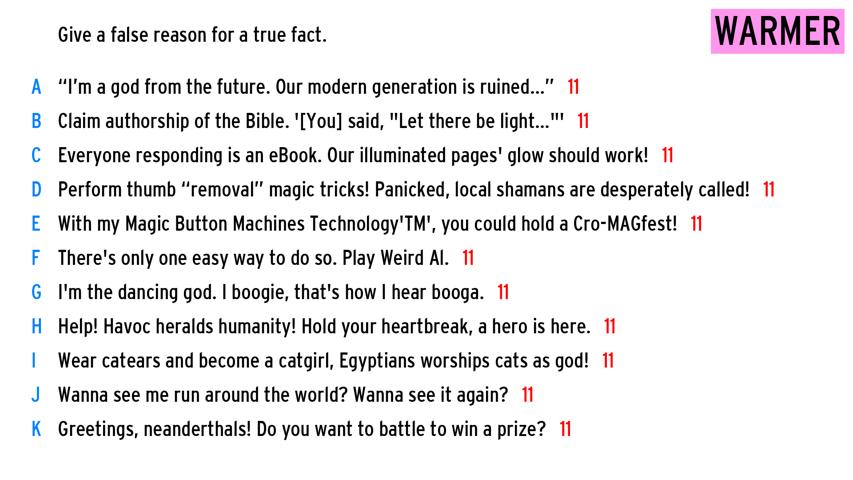 Give a false reason for a true fact.
WARMER
A “I’m a god from the future. Our modern generation is ruined...” 11
B Claim authorship of the Bible. '[You] said, "Let there be light..."' 11
C Everyone responding is an eBook. Our illuminated pages' glow should work! 11
D Perform thumb “removal” magic tricks! Panicked, local shamans are desperately called! 11
E With my Magic Button Machines Technology'TM', you could hold a Cro-MAGfest! 11
F There's only one easy way to do so. Play Weird Al. 11
G I'm the dancing god. I boogie, that's how I hear booga. 11
H Help! Havoc heralds humanity! Hold your heartbreak, a hero is here. 11
I Wear catears and become a catgirl, Egyptians worships cats as god! 11
J Wanna see me run around the world? Wanna see it again? 11
K Greetings, neanderthals! Do you want to battle to win a prize? 11